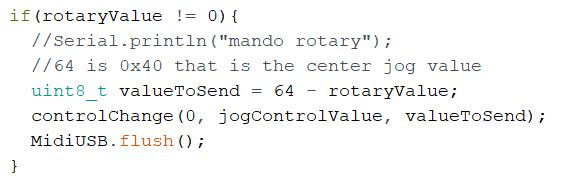 if(rotaryValue != 0){
//Serial.println("mando rotary");
//64 is 0x40 that is the center jog value
uint8_t valueToSend = 64 - rotaryValue;
controlChange(0, jogControlValue, valueToSend);
MidiUSB.flush();
}